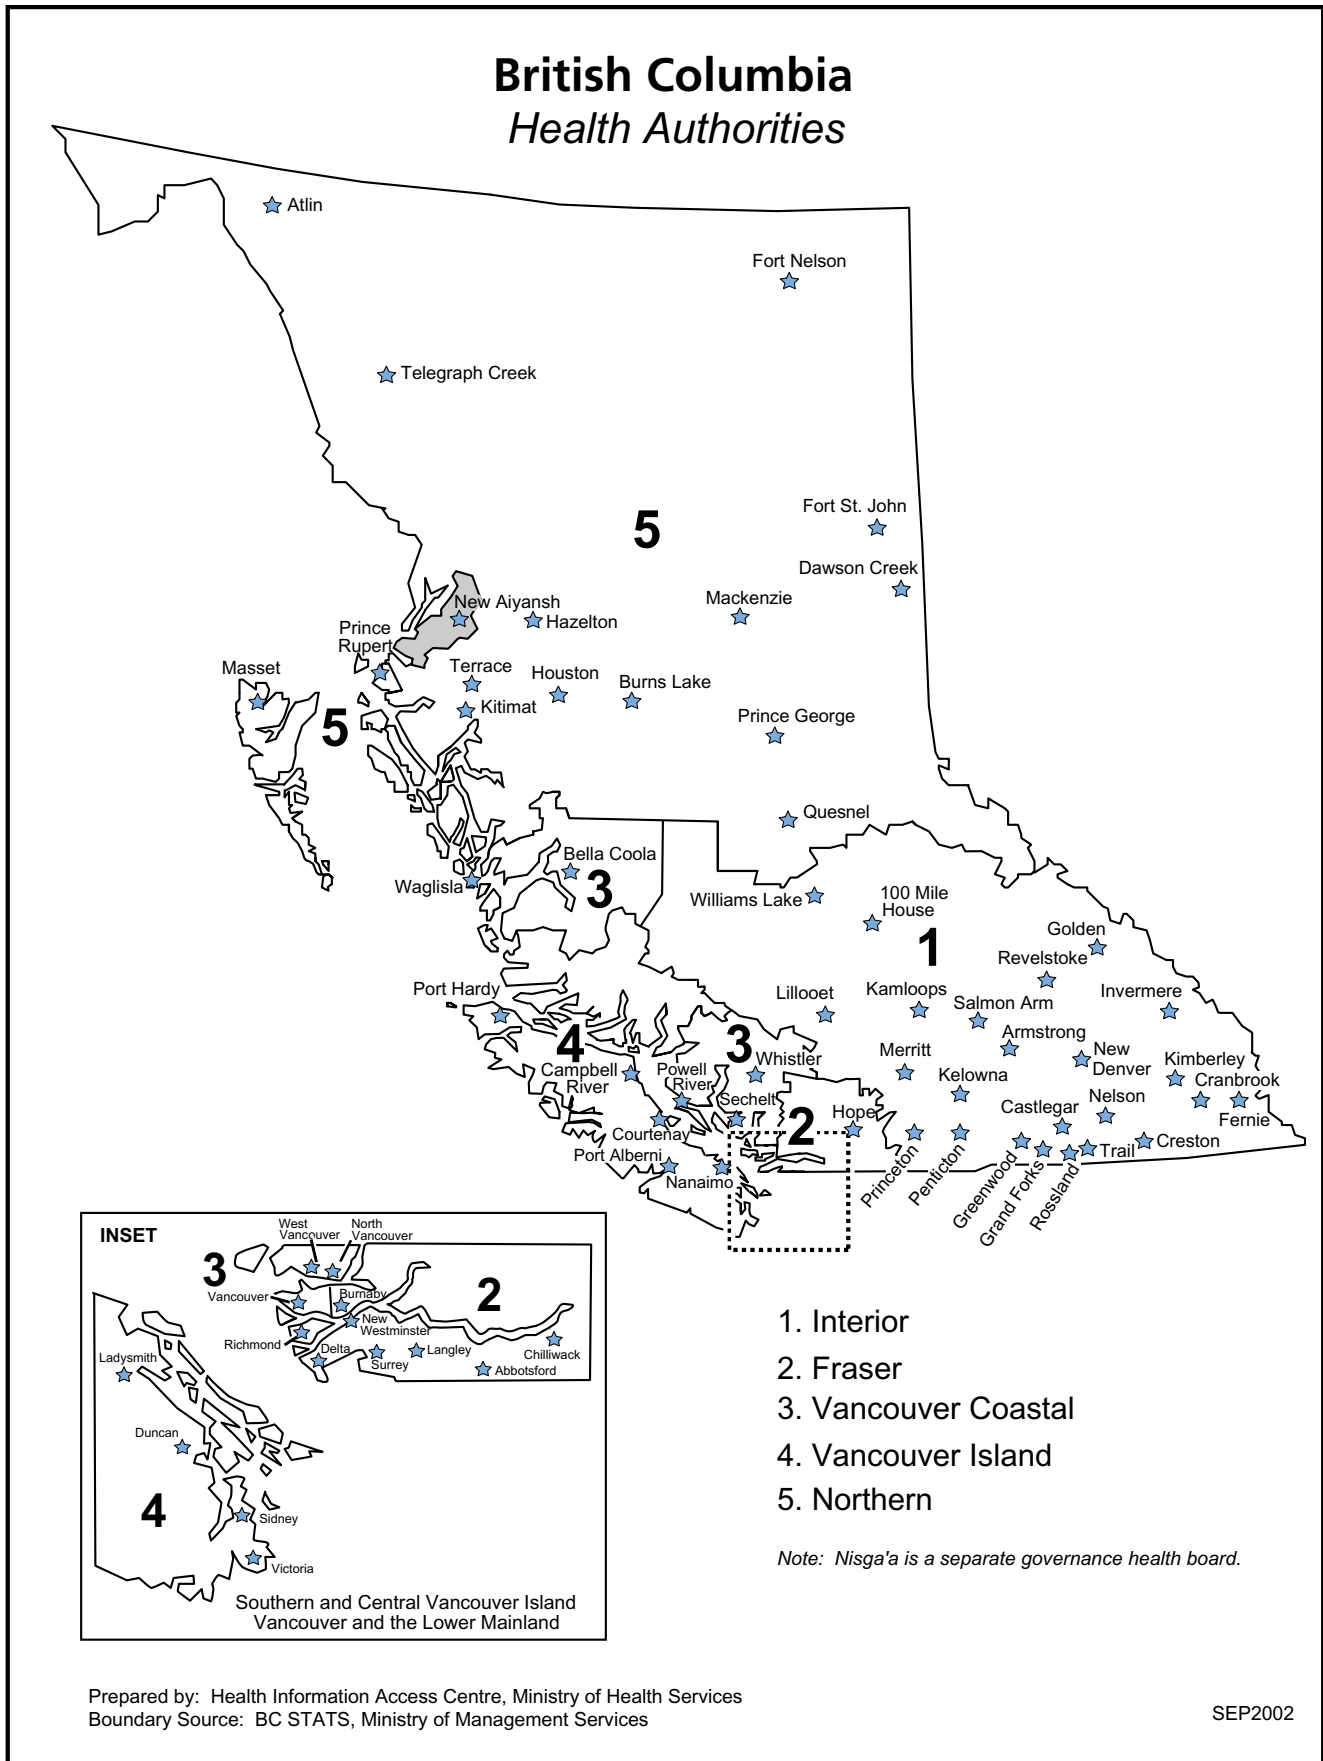 British Columbia
Health Authorities
Atlin
Fort Nelson
Telegraph Creek
5
Fort St. John
Dawson Creek
New Aiyansh
Hazelton
Mackenzie
Prince
Rupert
Masset
Terrace
Houston
Burns Lake
Kitimat
5
Prince George
Quesnel
Bella Coola
3
Waglisla
Williams Lake
100 Mile
House
1
Golden
Revelstoke
Port Hardy
Lillooet
Kamloops
Salmon Arm
Invermere
4
3
Armstrong
Campbell
River
Powell
River
Whistler
Merritt
New
Denver
Kimberley
Kelowna
Cranbrook
Sechelt
2
Hope
Castlegar
Nelson
Fernie
Courtenay
Port Alberni
Nanaimo
Princeton
Penticton
Greenwood
Grand Forks
Rossland
Trail
Creston
INSET
West
Vancouver
North
Vancouver
3
Vancouver
Burnaby
2
New
Westminster
Richmond
Delta
Surrey
Langley
Chilliwack
Abbotsford
Ladysmith
Duncan
4
Sidney
Victoria
Southern and Central Vancouver Island
Vancouver and the Lower Mainland
1. Interior
2. Fraser
3. Vancouver Coastal
4. Vancouver Island
5. Northern
Note: Nisga'a is a separate governance health board.
Prepared by: Health Information Access Centre, Ministry of Health Services
Boundary Source: BC STATS, Ministry of Management Services
SEP2002